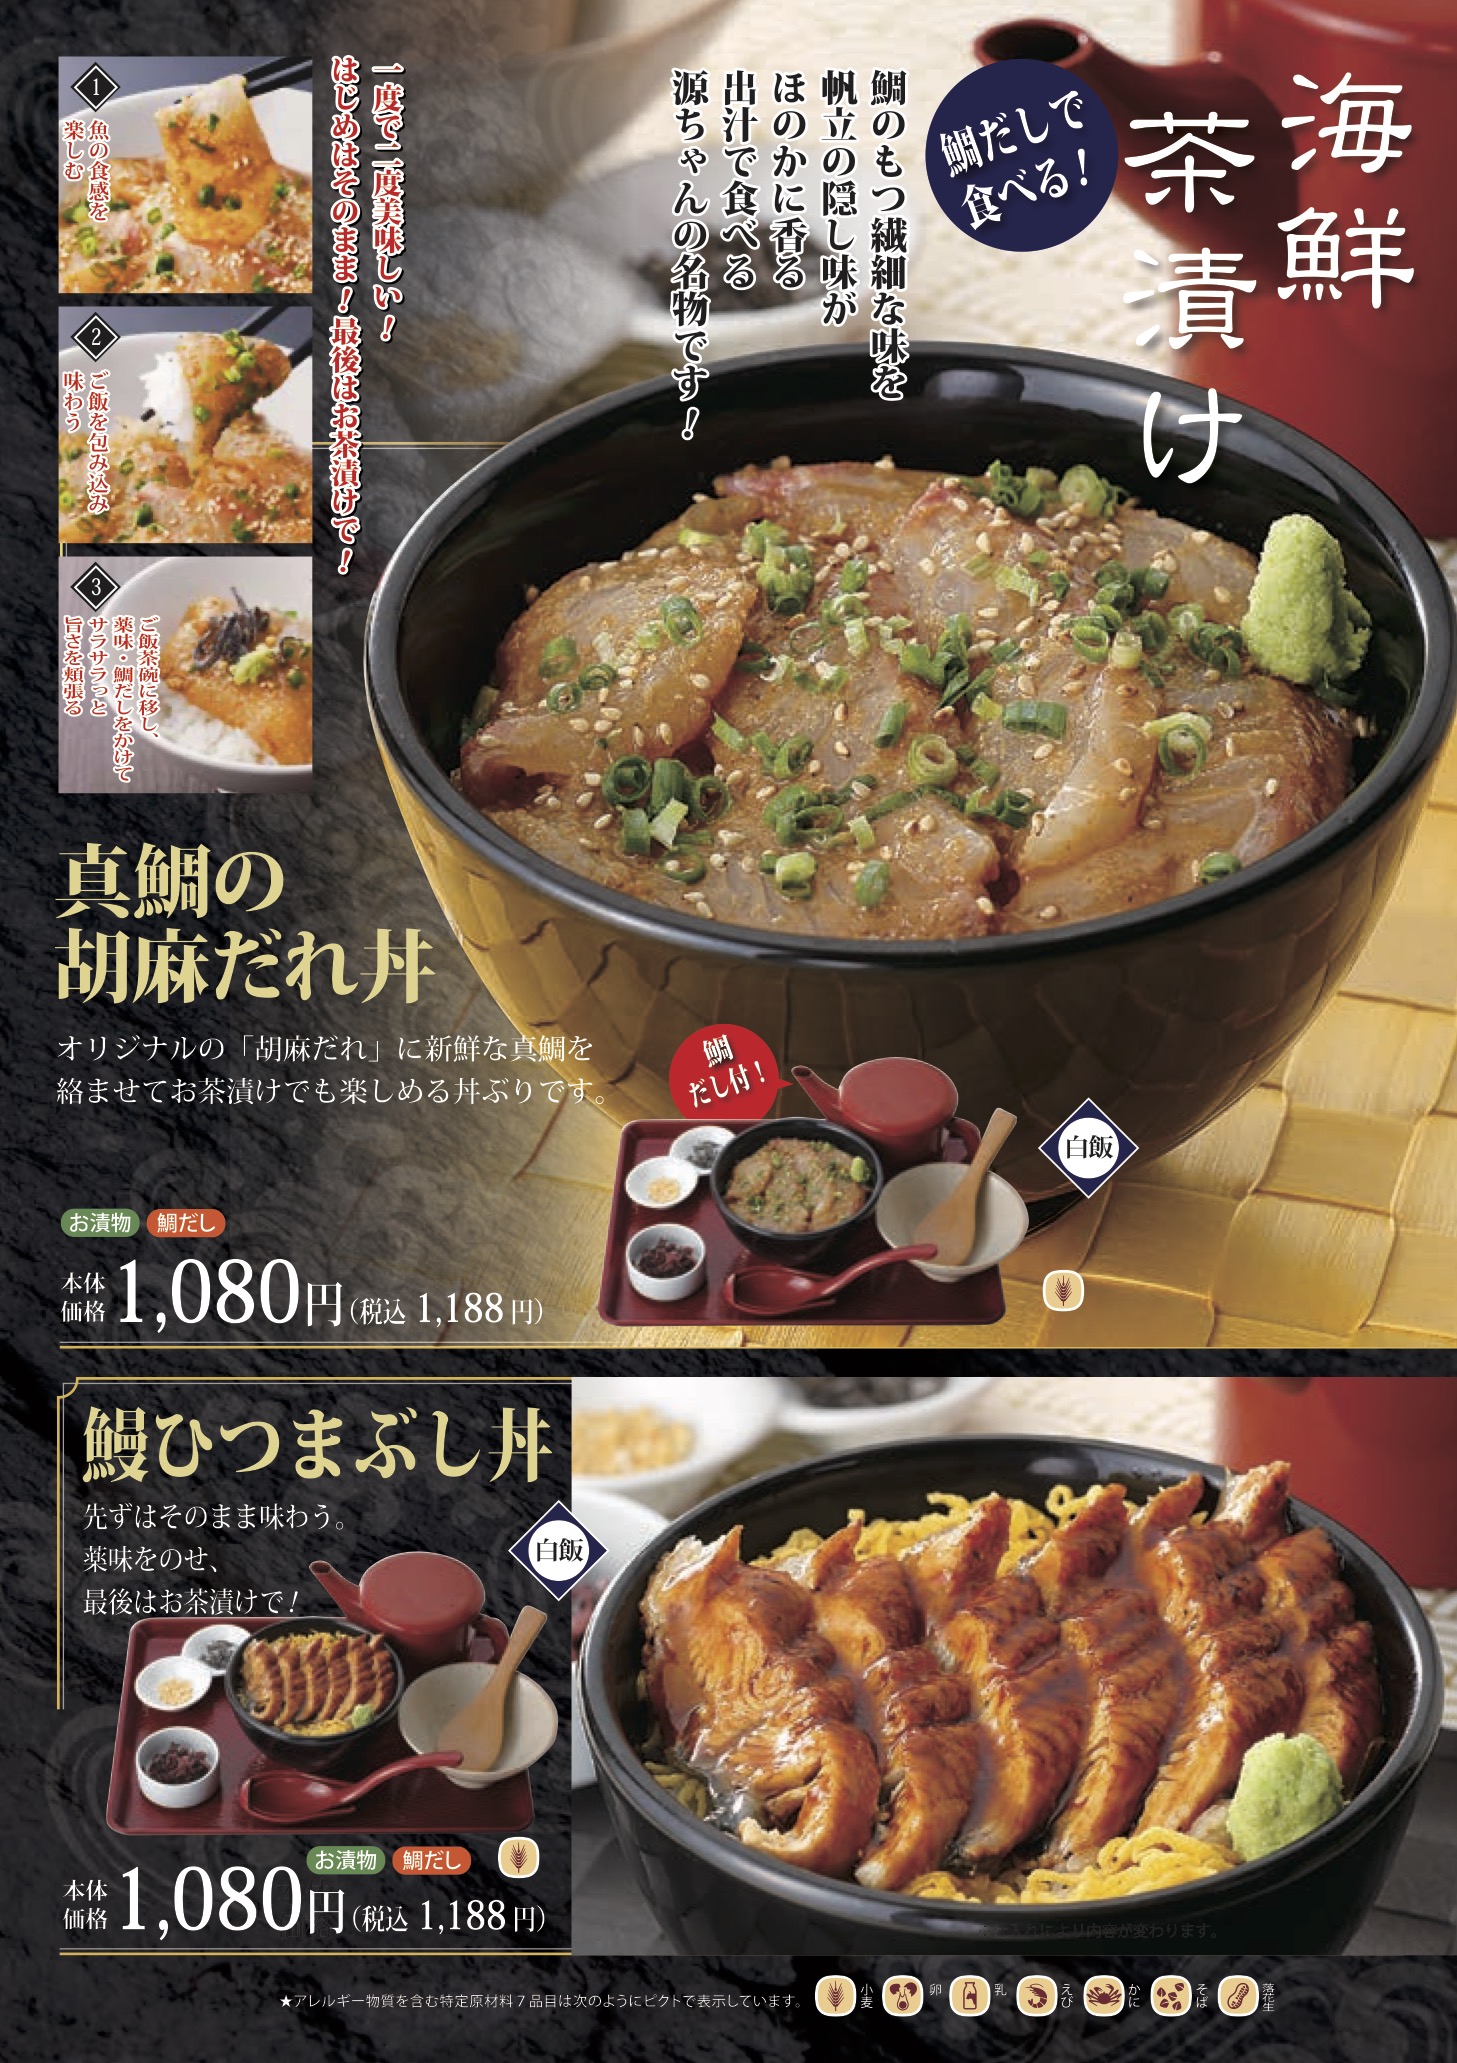 海鮮
茶漬け
鯛だしで
食べる！
鯛のもつ繊細な味を
帆立の隠し味が
ほのかに香る
出汁で食べる
源ちゃんの名物です！
一度で二度美味しい！
はじめはそのまま！最後はお茶漬けで！
1
魚の食感を
楽しむ
2
ご飯を包み込み
味わう
3
ご飯茶碗に移し、
薬味・鯛だしをかけて
サラサラっと
旨さを頬張る
真鯛の
胡麻だれ丼
オリジナルの「胡麻だれ」に新鮮な真鯛を
絡ませてお茶漬けでも楽しめる丼ぶりです。
鯛
だし付！
白飯
お漬物 鯛だし
本体
価格 1,080円(税込 1,188円)
鰻ひつまぶし丼
先ずはそのまま味わう。
薬味をのせ、
最後はお茶漬けで！
白飯
お漬物 鯛だし
本体
価格 1,080円(税込 1,188円)
入れにより内容が変わります。
★アレルギー物質を含む特定原材料7品目は次のようにピクトで表示しています。
小麦
卵
乳
えび
かに
そば
落花生